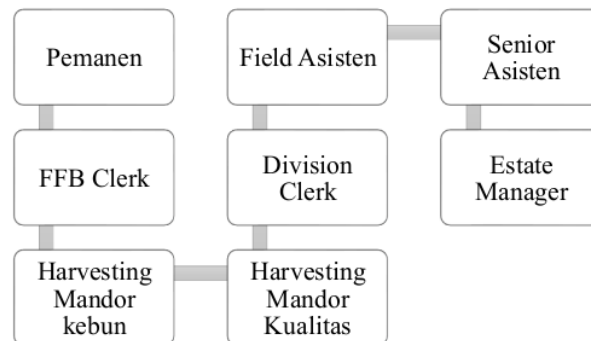 Pemanen
FFB Clerk
Harvesting
Mandor
kebun
Harvesting
Mandor
Kualitas
Division
Clerk
Field Asisten
Senior
Asisten
Estate
Manager